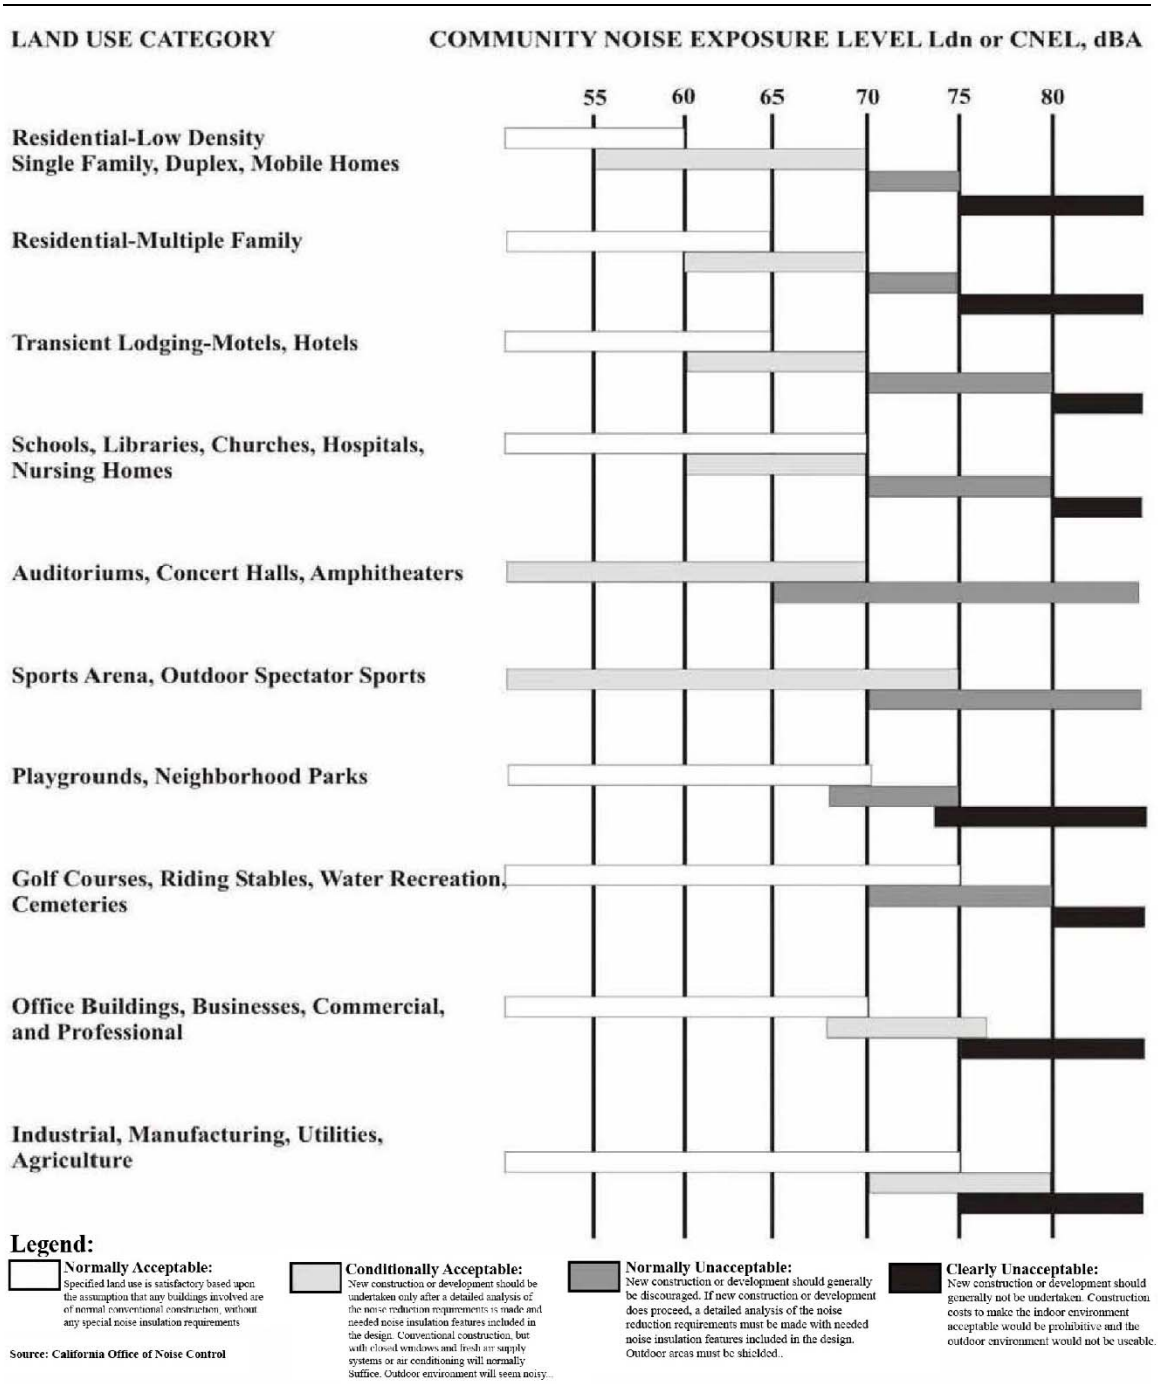 LAND USE CATEGORY COMMUNITY NOISE EXPOSURE LEVEL Ldn or CNEL, dBA
55 60 65 70 75 80
Residential-Low Density
Single Family, Duplex, Mobile Homes
Residential-Multiple Family
Transient Lodging-Motels, Hotels
Schools, Libraries, Churches, Hospitals,
Nursing Homes
Auditoriums, Concert Halls, Amphitheaters
Sports Arena, Outdoor Spectator Sports
Playgrounds, Neighborhood Parks
Golf Courses, Riding Stables, Water Recreation,
Cemeteries
Office Buildings, Businesses, Commercial,
and Professional
Industrial, Manufacturing, Utilities,
Agriculture
Legend:
Normally Acceptable:
Specified land use is satisfactory based upon
the assumption that any buildings involved are
of normal conventional construction, without
any special noise insulation requirements
Conditionally Acceptable:
New construction or development should be
undertaken only after a detailed analysis of
the noise reduction requirements is made and
needed noise insulation features included in
the design. Conventional construction, but
with closed windows and fresh air supply
systems or air conditioning will normally
Suffice. Outdoor environment will seem noisy...
Normally Unacceptable:
New construction or development should generally
be discouraged. If new construction or development
does proceed, a detailed analysis of the noise
reduction requirements must be made with needed
noise insulation features included in the design.
Outdoor areas must be shielded..
Clearly Unacceptable:
New construction or development should
generally not be undertaken. Construction
costs to make the indoor environment
acceptable would be prohibitive and the
outdoor environment would not be useable.
Source: California Office of Noise Control